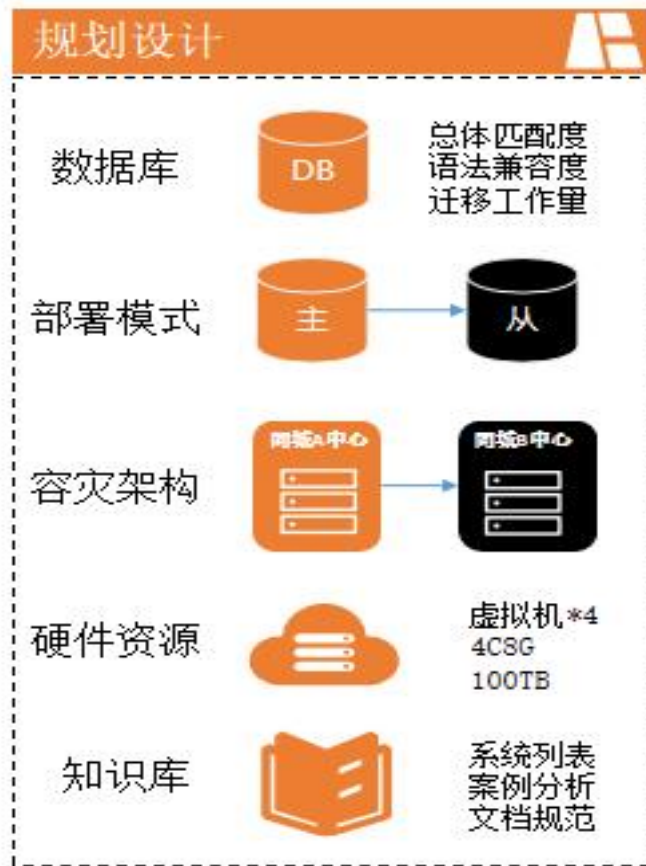 规划设计
数据库
DB
总体匹配度
语法兼容度
迁移工作量
部署模式
主
从
容灾架构
同城A中心
同城B中心
硬件资源
虚拟机*4
4C8G
100TB
知识库
系统列表
案例分析
文档规范